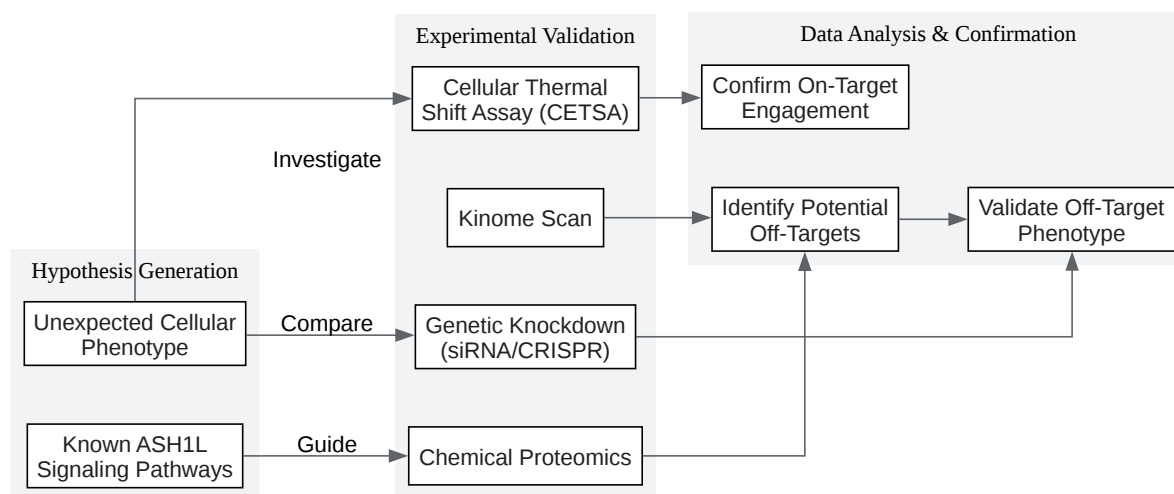 Experimental Validation
Data Analysis & Confirmation
Cellular Thermal
Shift Assay (CETSA)
Confirm On-Target
Engagement
Investigate
Kinome Scan
Identify Potential
Off-Targets
Validate Off-Target
Phenotype
Hypothesis Generation
Unexpected Cellular
Phenotype
Compare
Genetic Knockdown
(siRNA/CRISPR)
Known ASH1L
Signaling Pathways
Guide
Chemical Proteomics